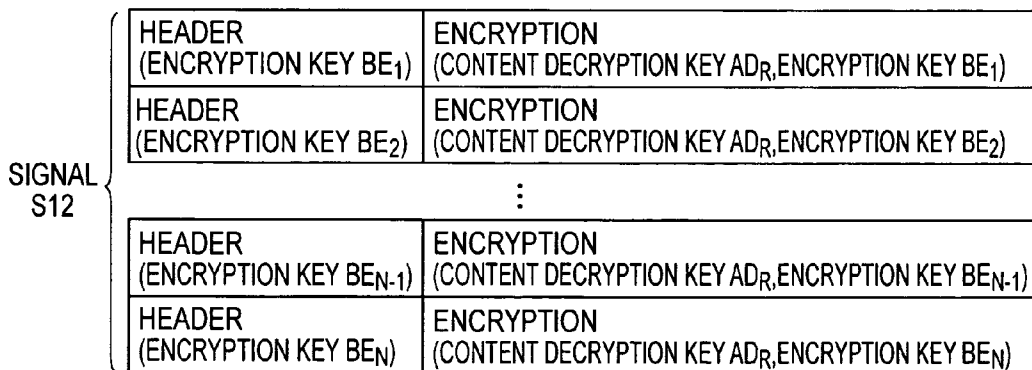 SIGNAL
S12
HEADER
(ENCRYPTION KEY BE1)
ENCRYPTION
(CONTENT DECRYPTION KEY ADR,ENCRYPTION KEY BE1)
HEADER
(ENCRYPTION KEY BE2)
ENCRYPTION
(CONTENT DECRYPTION KEY ADR,ENCRYPTION KEY BE2)
⋮
HEADER
(ENCRYPTION KEY BEN-1)
ENCRYPTION
(CONTENT DECRYPTION KEY ADR,ENCRYPTION KEY BEN-1)
HEADER
(ENCRYPTION KEY BEN)
ENCRYPTION
(CONTENT DECRYPTION KEY ADR,ENCRYPTION KEY BEN)